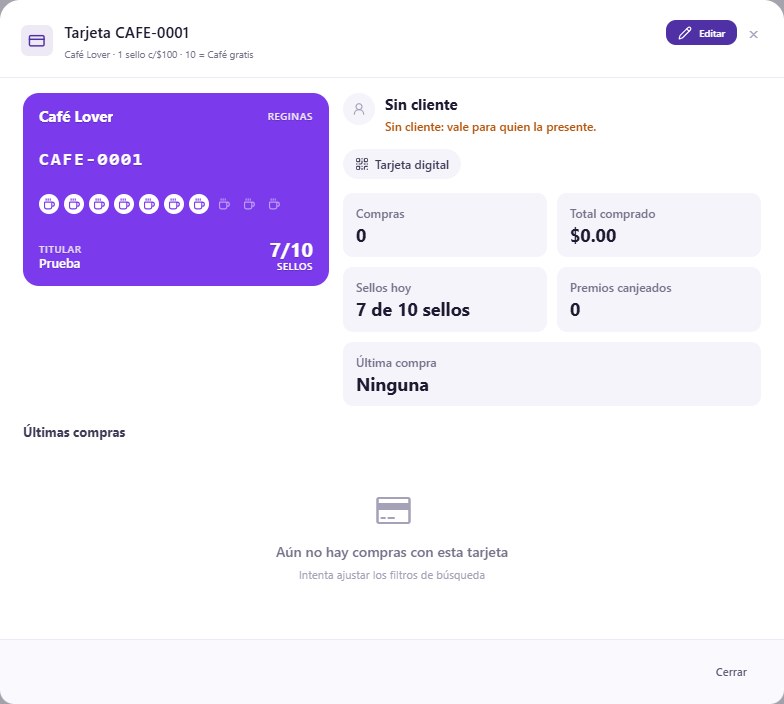 Tarjeta CAFE-0001
Café Lover · 1 sello c/$100 · 10 = Café gratis
Editar
Café Lover
REGINAS
CAFE-0001
TITULAR
Prueba
7/10
SELLOS
Sin cliente
Sin cliente: vale para quien la presente.
Tarjeta digital
Compras
0
Total comprado
$0.00
Sellos hoy
7 de 10 sellos
Premios canjeados
0
Última compra
Ninguna
Últimas compras
Aún no hay compras con esta tarjeta
Intenta ajustar los filtros de búsqueda
Cerrar